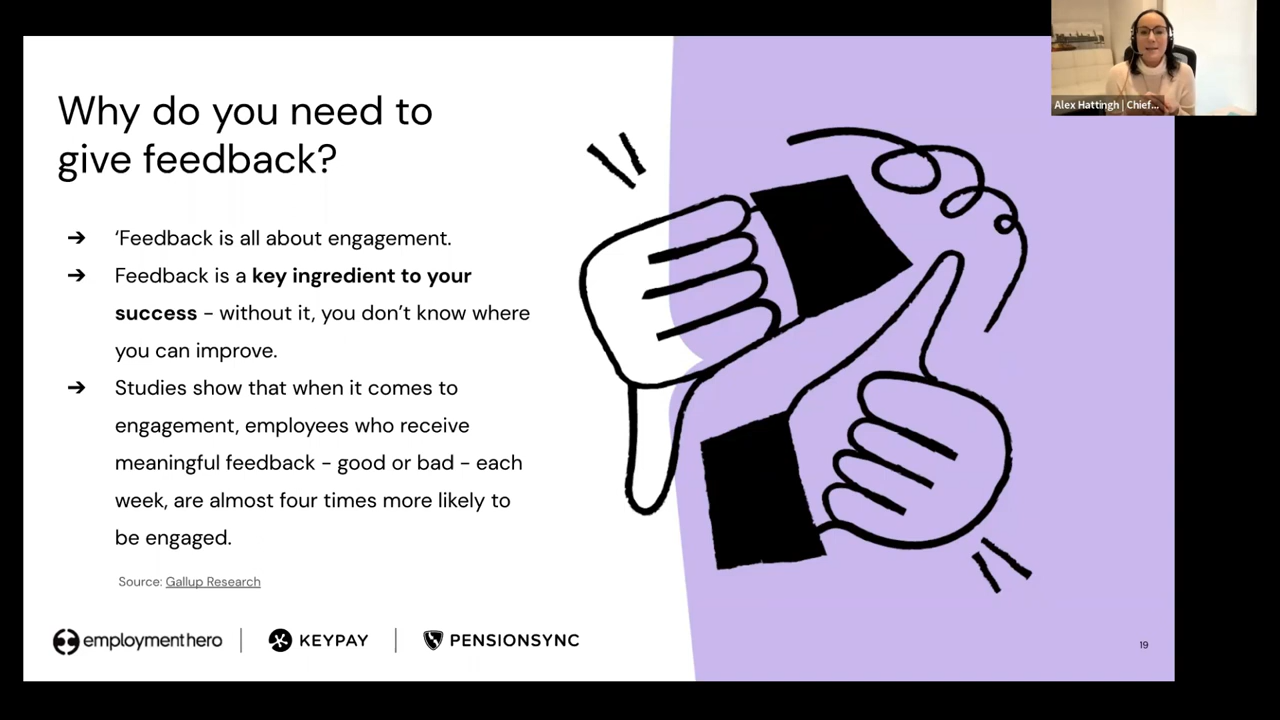 Alex Hattingh | Chief...
Why do you need to
give feedback?
➔ ‘Feedback is all about engagement.
➔ Feedback is a key ingredient to your
success - without it, you don’t know where
you can improve.
➔ Studies show that when it comes to
engagement, employees who receive
meaningful feedback - good or bad - each
week, are almost four times more likely to
be engaged.
Source: Gallup Research
employmenthero | KEYPAY | PENSIONSYNC
19